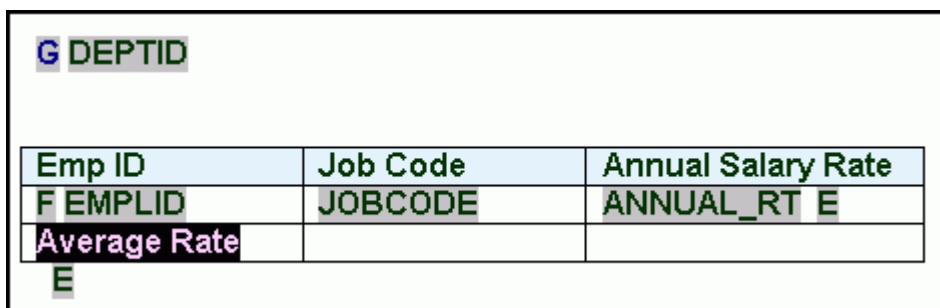 G DEPTID
Emp ID Job Code Annual Salary Rate
F EMPLID JOBCODE ANNUAL_RT E
Average Rate
E